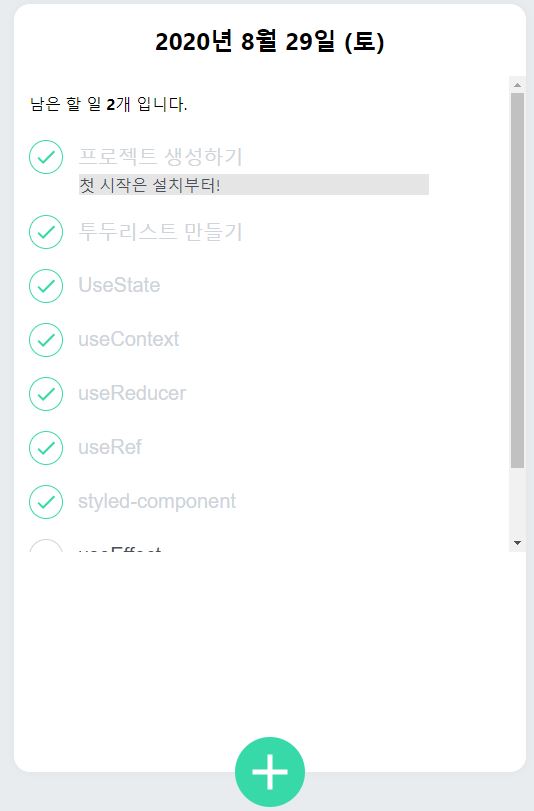 2020년 8월 29일 (토)
남은 할 일 2개 입니다.
프로젝트 생성하기
첫 시작은 설치부터!
투두리스트 만들기
UseState
useContext
useReducer
useRef
styled-component
useEffect